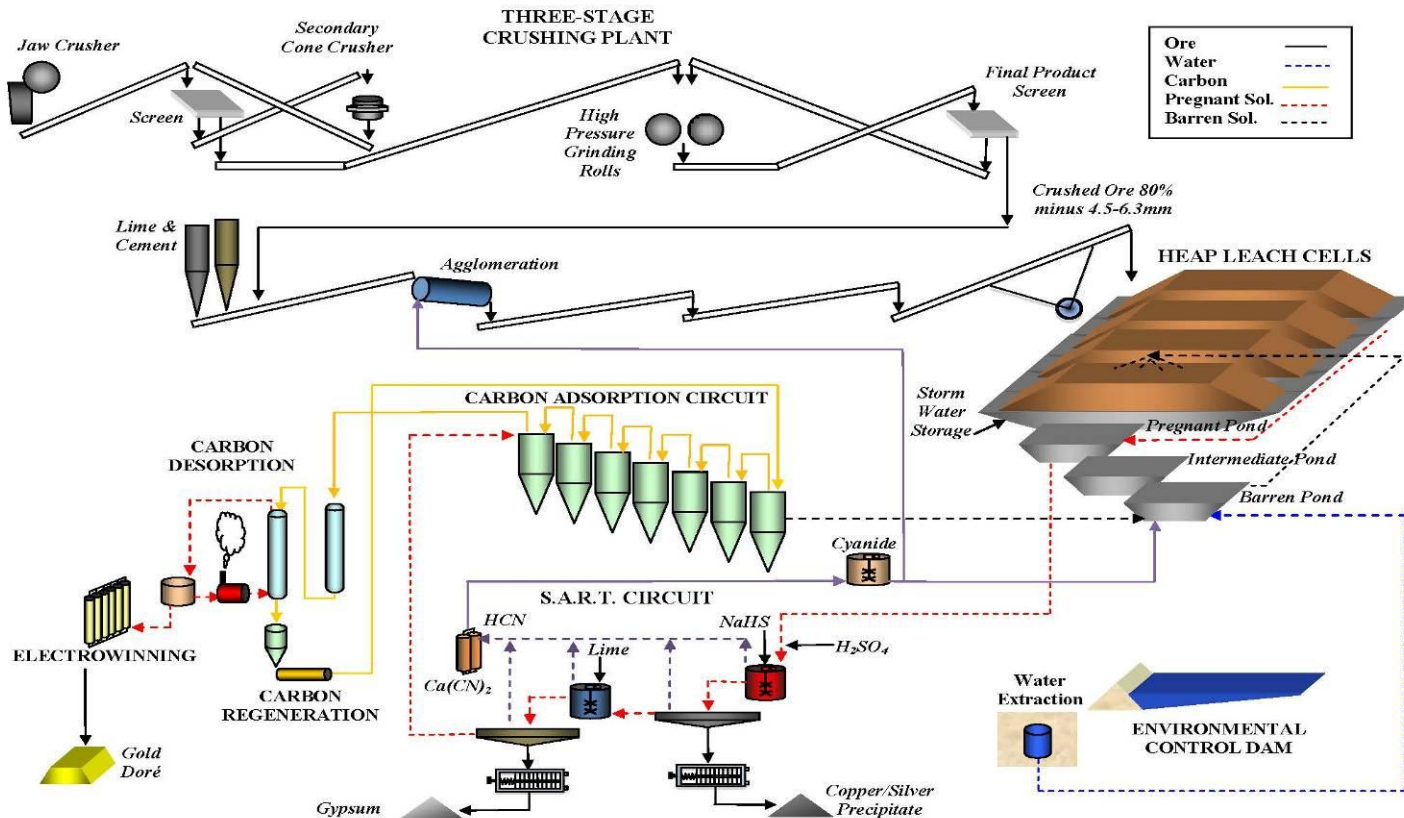 THREE-STAGE
CRUSHING PLANT
Jaw Crusher
Secondary
Cone Crusher
Screen
High
Pressure
Grinding
Rolls
Final Product
Screen
Ore
Water
Carbon
Pregnant Sol.
Barren Sol.
Crushed Ore 80%
minus 4.5-6.3mm
Lime &
Cement
Agglomeration
HEAP LEACH CELLS
Storm
Water
Storage
Pregnant Pond
Intermediate Pond
Barren Pond
CARBON ADSORPTION CIRCUIT
CARBON
DESORPTION
Cyanide
S.A.R.T. CIRCUIT
HCN
NaHS
H₂SO₄
Lime
Ca(CN)₂
ELECTROWINNING
CARBON
REGENERATION
Gold
Doré
Gypsum
Copper/Silver
Precipitate
Water
Extraction
ENVIRONMENTAL
CONTROL DAM